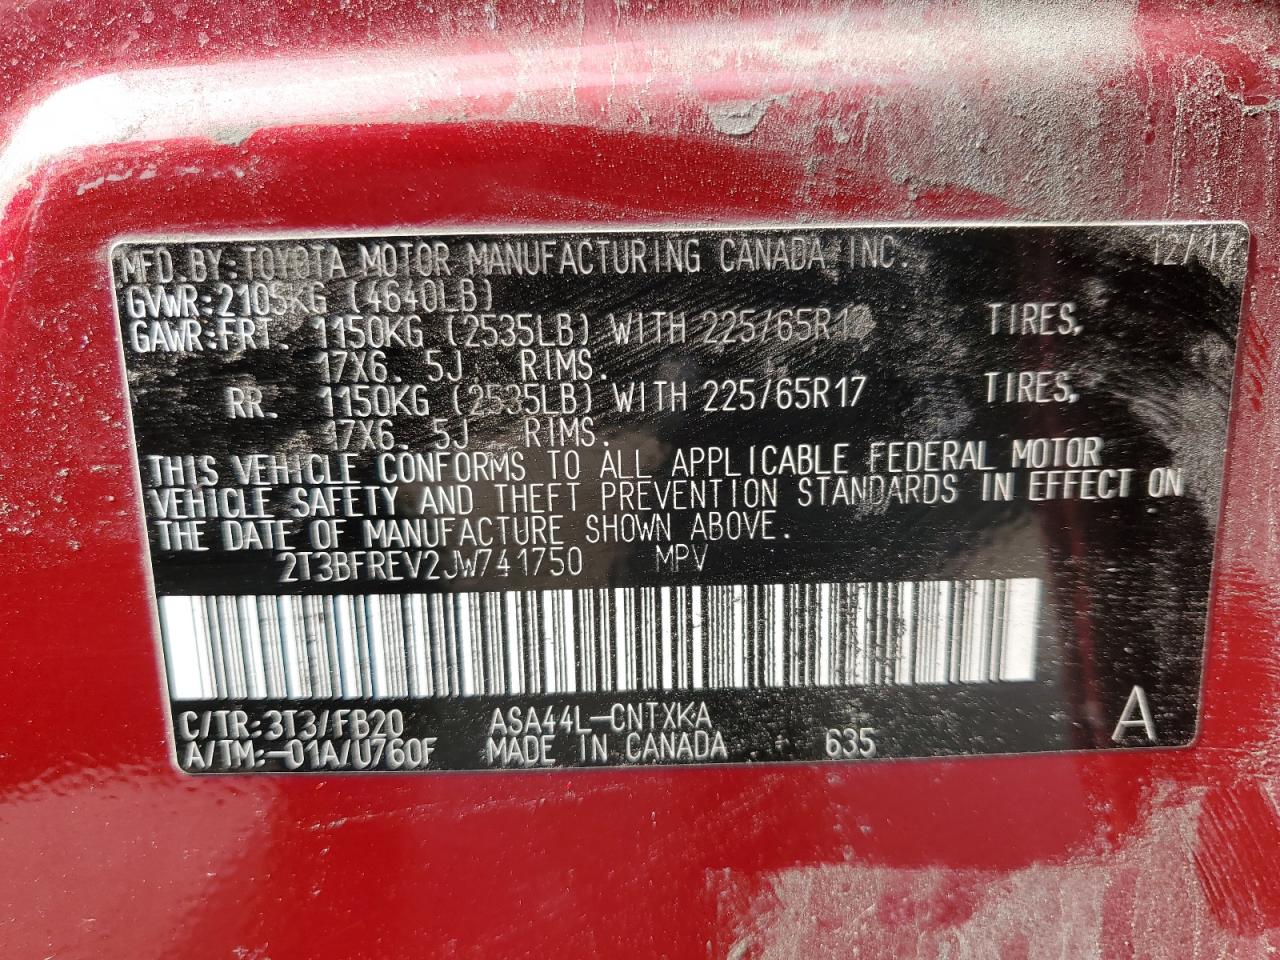 MFD. BY: TOYOTA MOTOR MANUFACTURING CANADA INC. 12/17
GVWR: 2105KG (4640LB)
GAWR: FRT. 1150KG (2535LB) WITH 225/65R17 TIRES,
17X6. 5J RIMS.
RR. 1150KG (2535LB) WITH 225/65R17 TIRES,
17X6. 5J RIMS.
THIS VEHICLE CONFORMS TO ALL APPLICABLE FEDERAL MOTOR
VEHICLE SAFETY AND THEFT PREVENTION STANDARDS IN EFFECT ON
THE DATE OF MANUFACTURE SHOWN ABOVE.
2T3BFREV2JW741750 MPV
C/TR: 3T3/FB20 ASA44L-CNTXKA A
A/TM: -01A/U760F MADE IN CANADA 635